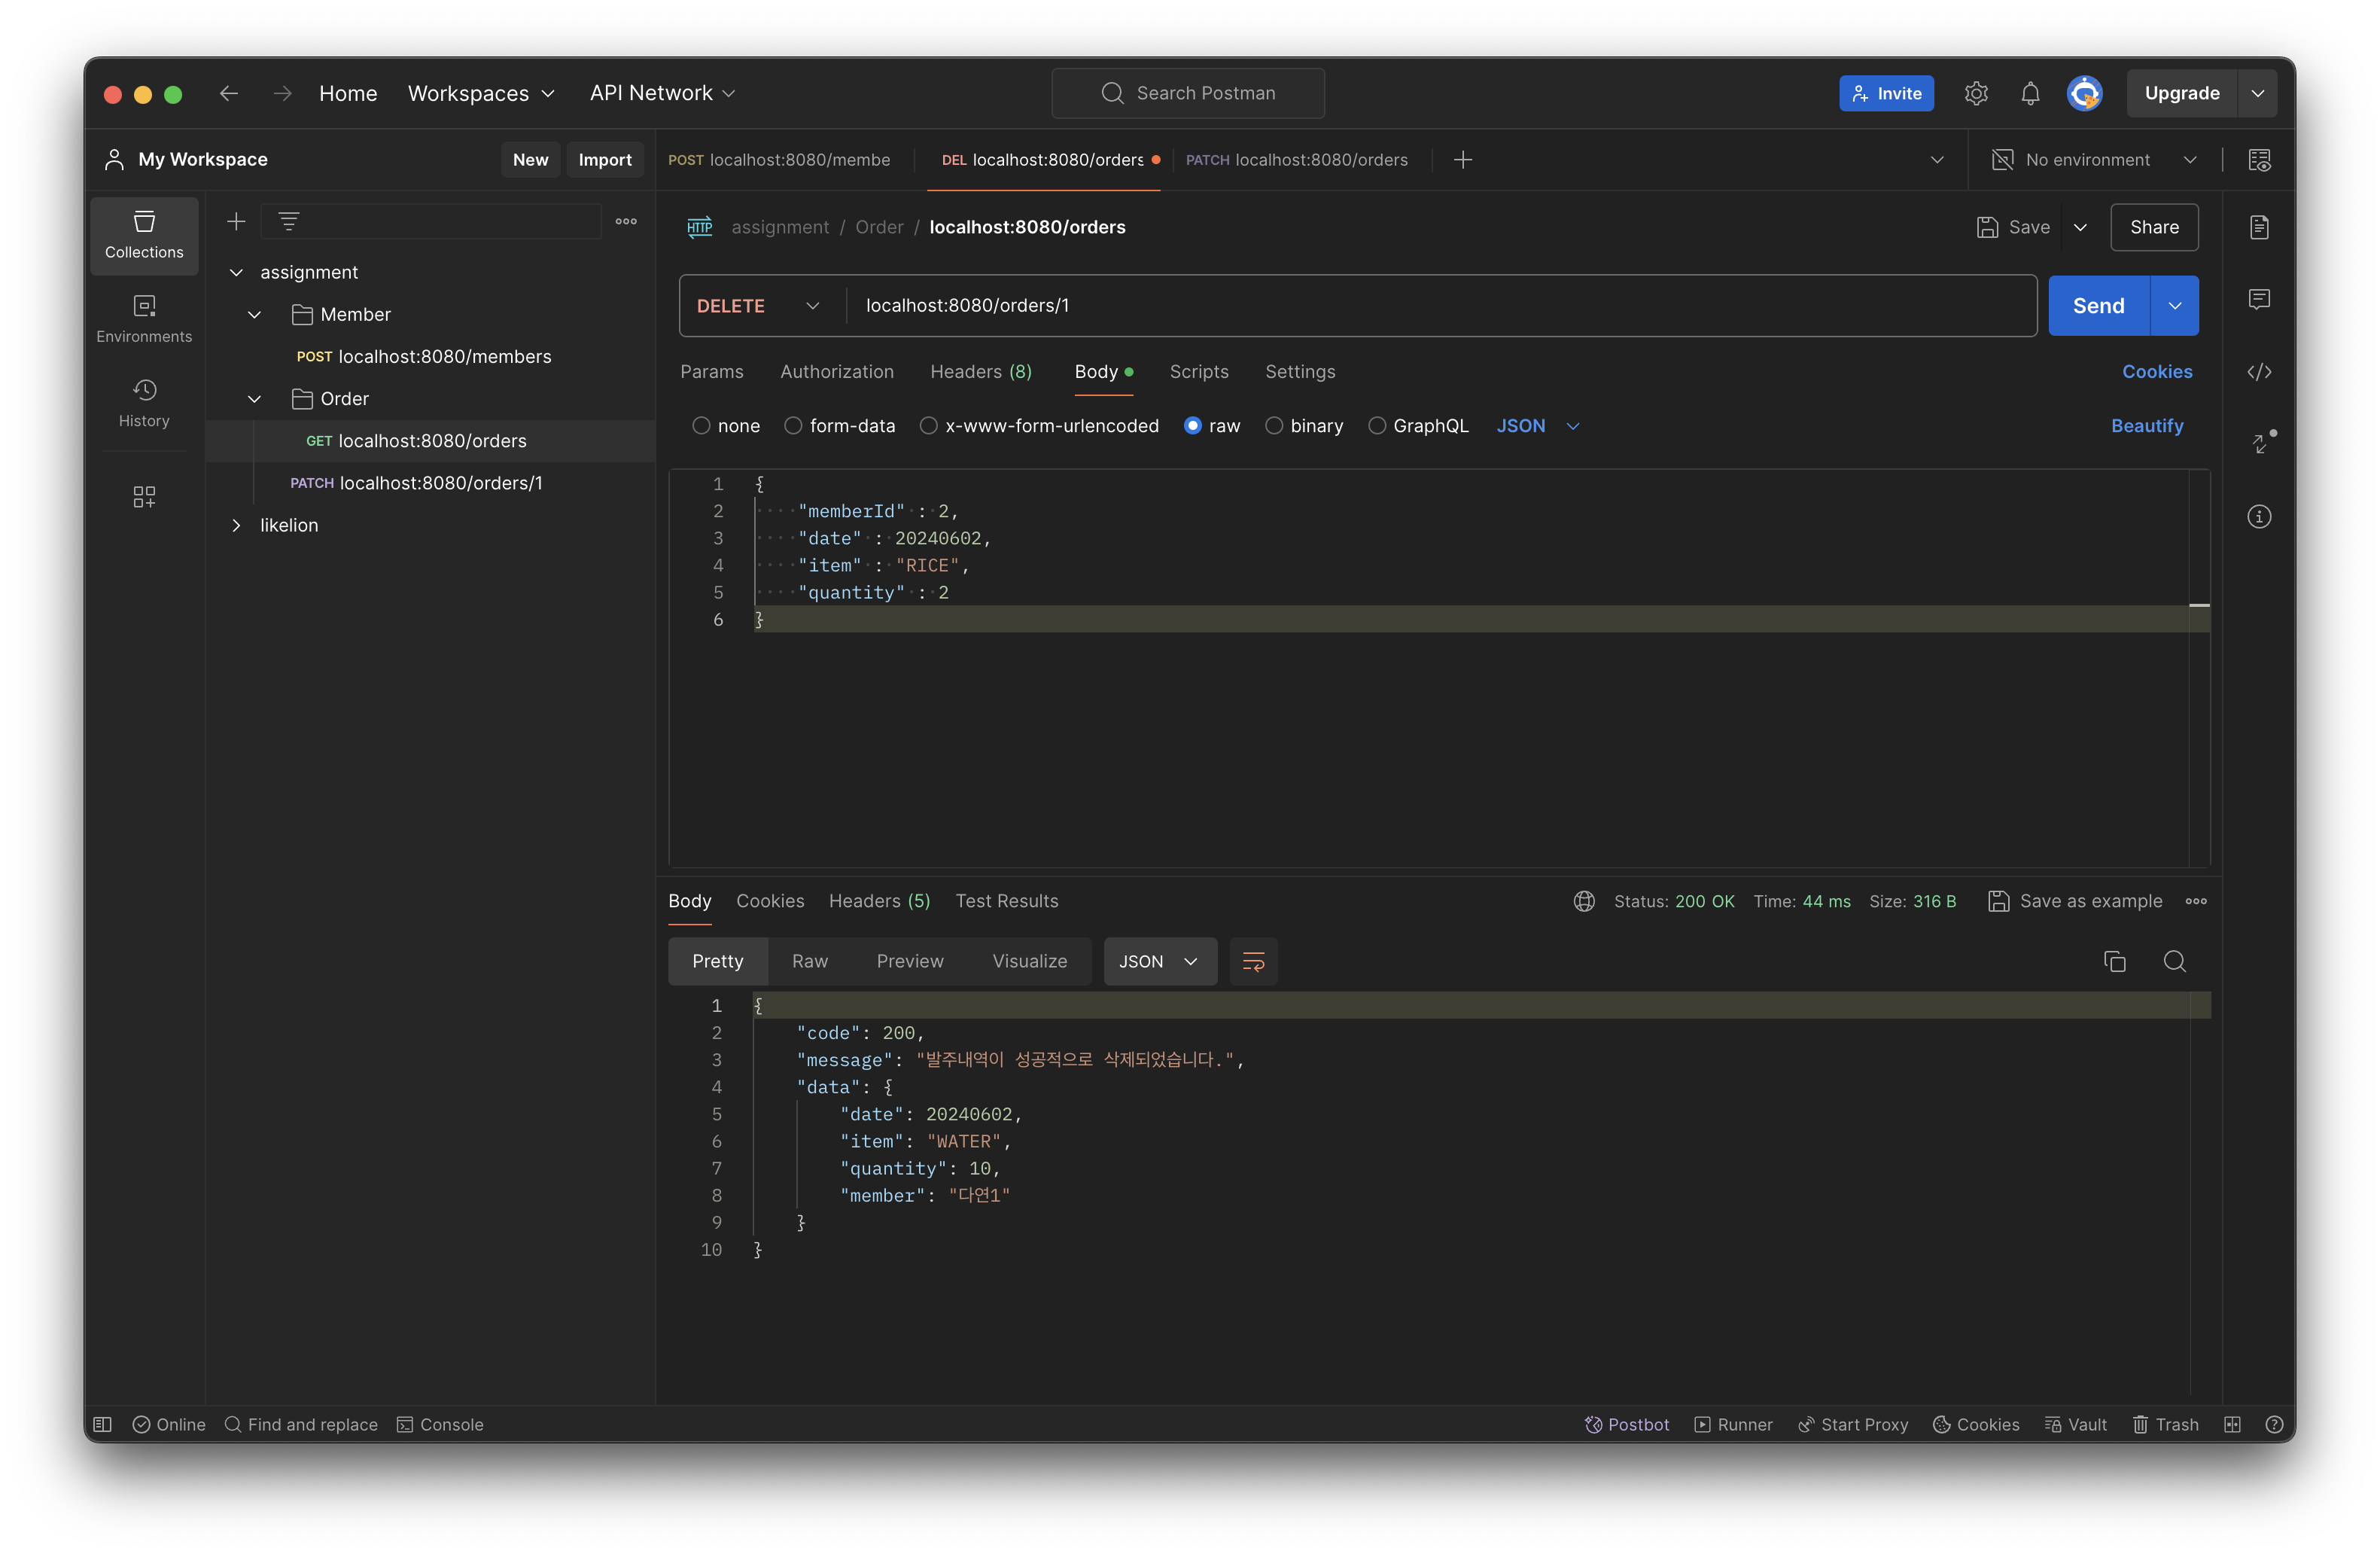 Home Workspaces API Network Search Postman Invite Upgrade
My Workspace New Import POST localhost:8080/membe DEL localhost:8080/orders PATCH localhost:8080/orders No environment
Collections
Environments
History
assignment
Member
POST localhost:8080/members
Order
GET localhost:8080/orders
PATCH localhost:8080/orders/1
likelion
HTTP assignment / Order / localhost:8080/orders Save Share
DELETE localhost:8080/orders/1 Send
Params Authorization Headers (8) Body Scripts Settings Cookies
none form-data x-www-form-urlencoded raw binary GraphQL JSON Beautify
1 {
2 "memberId" : 2,
3 "date" : 20240602,
4 "item" : "RICE",
5 "quantity" : 2
6 }
Body Cookies Headers (5) Test Results Status: 200 OK Time: 44 ms Size: 316 B Save as example
Pretty Raw Preview Visualize JSON
1 {
2 "code": 200,
3 "message": "발주내역이 성공적으로 삭제되었습니다.",
4 "data": {
5 "date": 20240602,
6 "item": "WATER",
7 "quantity": 10,
8 "member": "다연1"
9 }
10 }
Online Find and replace Console Postbot Runner Start Proxy Cookies Vault Trash